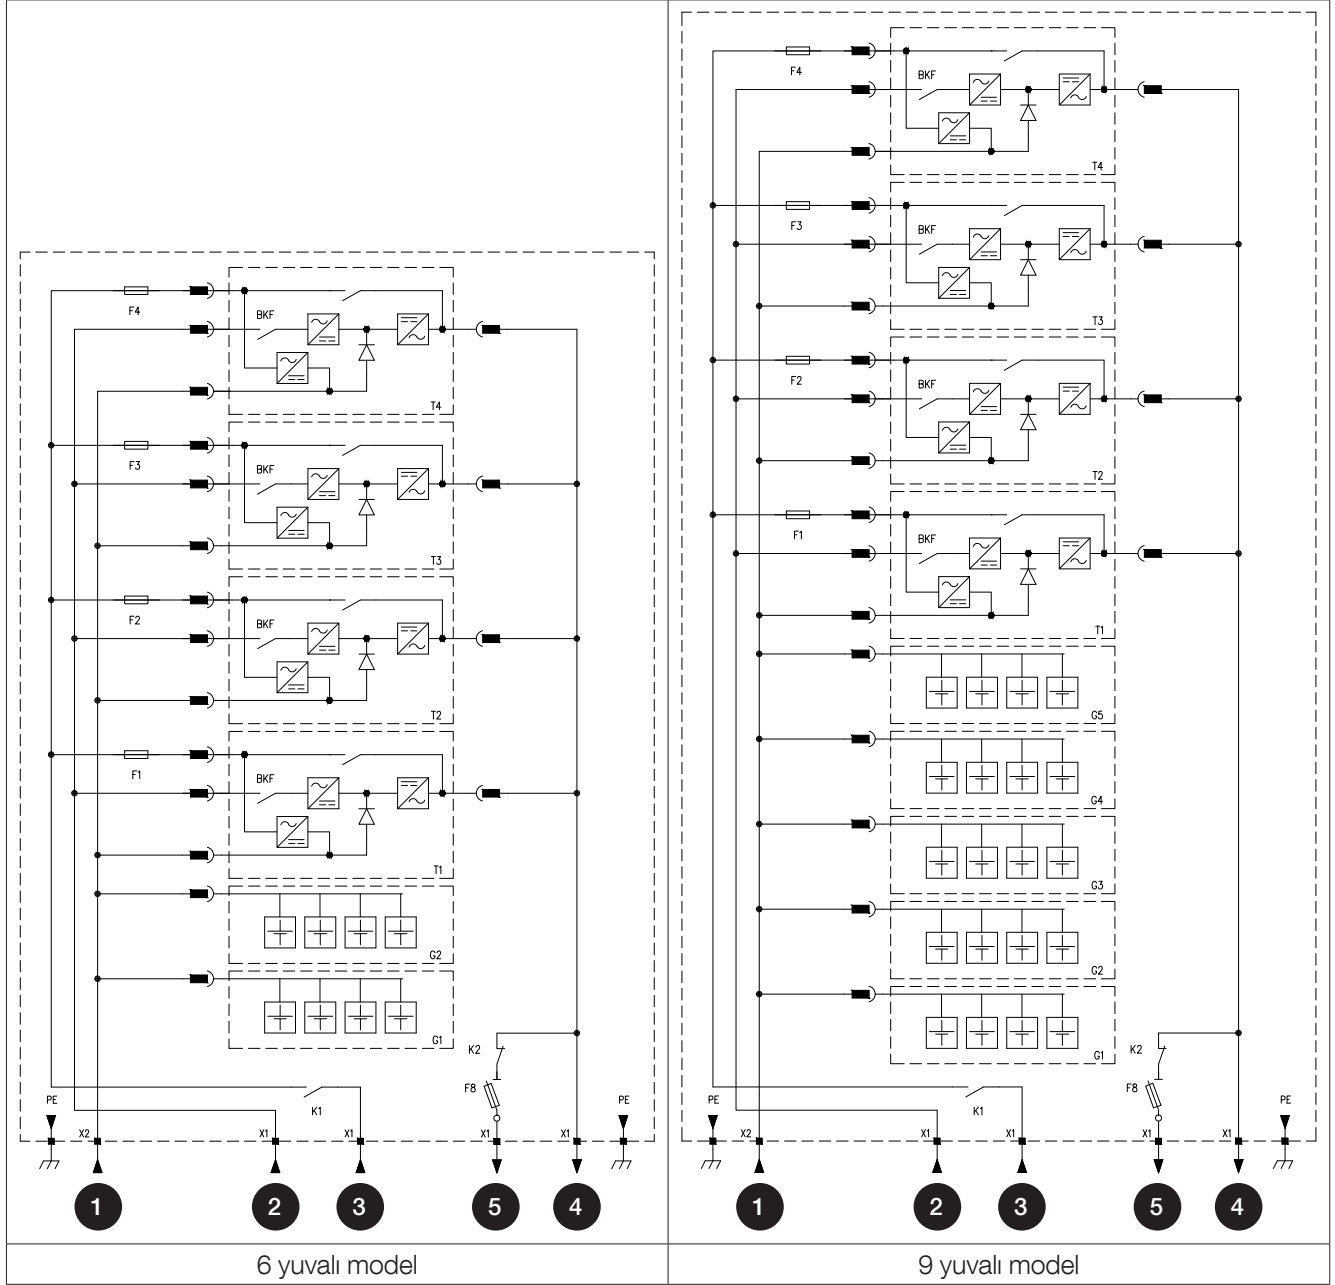 F4
BKF
T4
F3
BKF
T3
F2
BKF
T2
F1
BKF
T1
G2
G1
K2
F8
K1
PE
PE
X2
X1
X1
X1
X1
1
2
3
5
4
6 yuvalı model
F4
BKF
T4
F3
BKF
T3
F2
BKF
T2
F1
BKF
T1
G5
G4
G3
G2
G1
K2
F8
K1
PE
PE
X2
X1
X1
X1
X1
1
2
3
5
4
9 yuvalı model